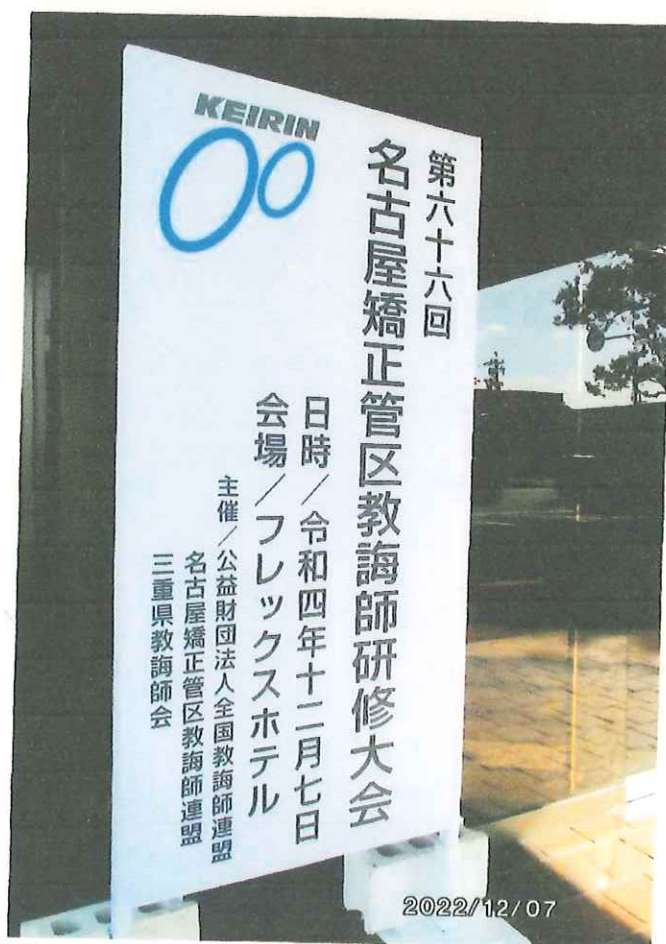 第六十六回
名古屋矯正管区教誨師研修大会
日時／令和四年十二月七日
会場／フレックスホテル
主催／公益財団法人全国教誨師連盟
名古屋矯正管区教誨師連盟
三重県教誨師会
KEIRIN
2022/12/07